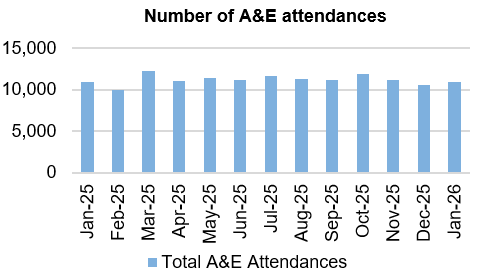 Number of A&E attendances
15,000
10,000
5,000
0
Jan-25
Feb-25
Mar-25
Apr-25
May-25
Jun-25
Jul-25
Aug-25
Sep-25
Oct-25
Nov-25
Dec-25
Jan-26
Total A&E Attendances